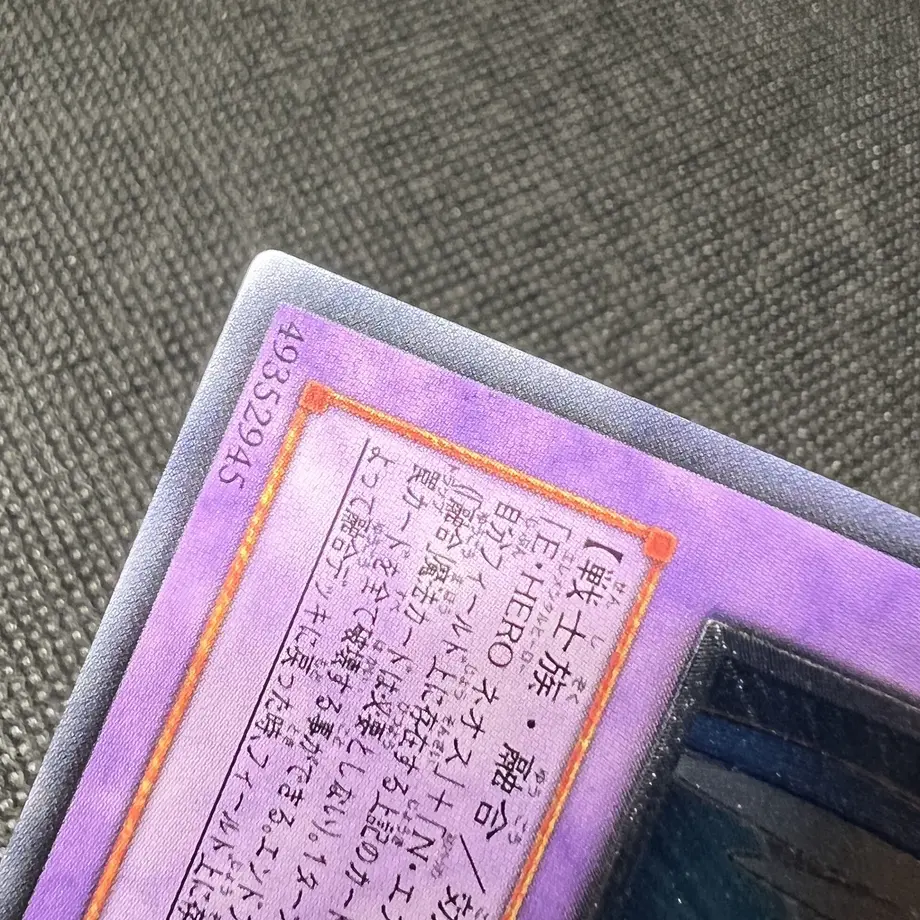 【戦士族・融合／効
「E・HERO ネオス」+「N・エ
自分フィールド上に存在する上記のカード
(「融合」魔法カードは必要としない)。1ター
罠カードを全て破壊する事ができる。エンドフ
よって融合デッキに戻った時、フィールド上に存
49352945